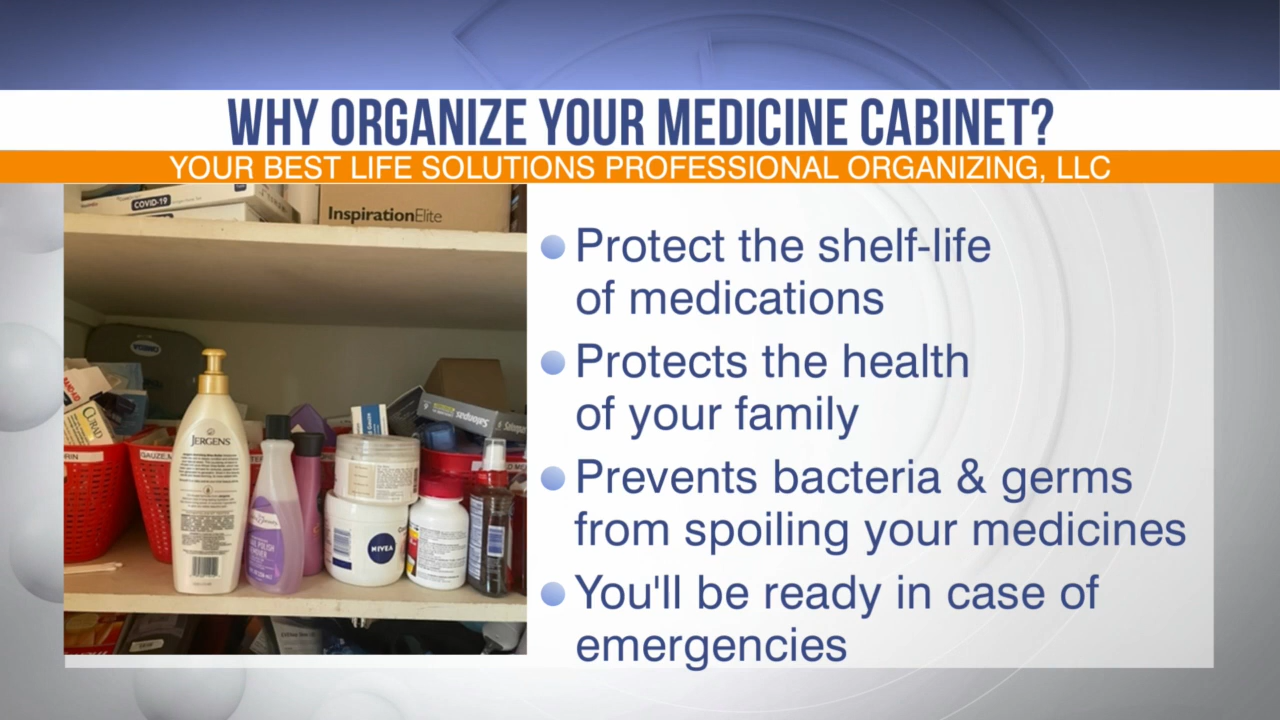 WHY ORGANIZE YOUR MEDICINE CABINET?
YOUR BEST LIFE SOLUTIONS PROFESSIONAL ORGANIZING, LLC
COVID-19
InspirationElite
BAND-AID
CURAD
JERGENS
GAUZE
NIVEA
Protect the shelf-life
of medications
Protects the health
of your family
Prevents bacteria & germs
from spoiling your medicines
You'll be ready in case of
emergencies